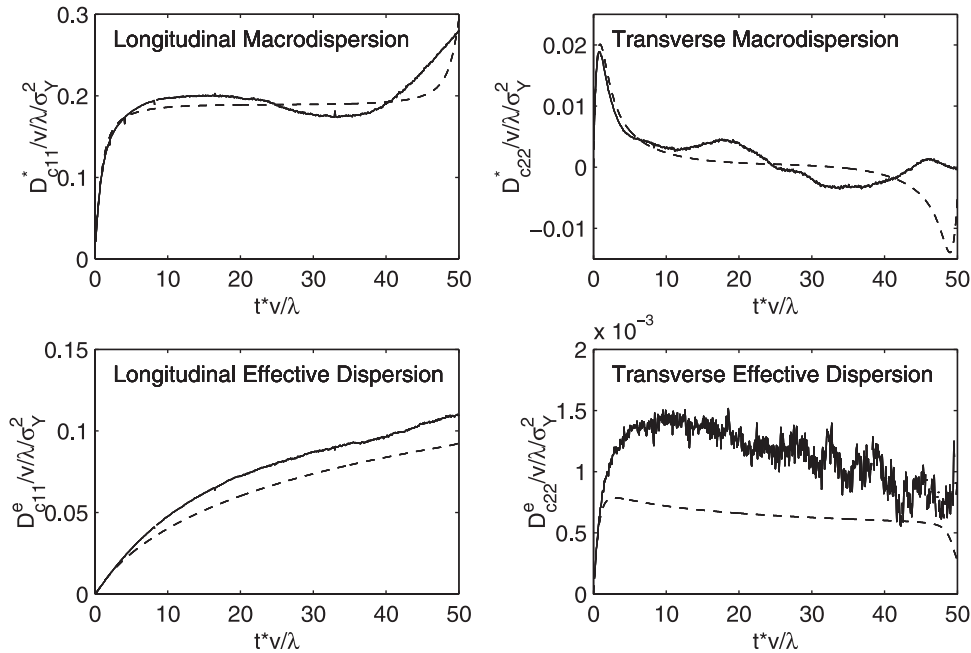 Longitudinal Macrodispersion
D*c11/v/λ/σ²Y
0.3
0.2
0.1
0
0 10 20 30 40 50
t*v/λ
Transverse Macrodispersion
D*c22/v/λ/σ²Y
0.02
0.01
0
−0.01
0 10 20 30 40 50
t*v/λ
Longitudinal Effective Dispersion
Dᵉc11/v/λ/σ²Y
0.15
0.1
0.05
0
0 10 20 30 40 50
t*v/λ
x 10⁻³
Transverse Effective Dispersion
Dᵉc22/v/λ/σ²Y
2
1.5
1
0.5
0
0 10 20 30 40 50
t*v/λ